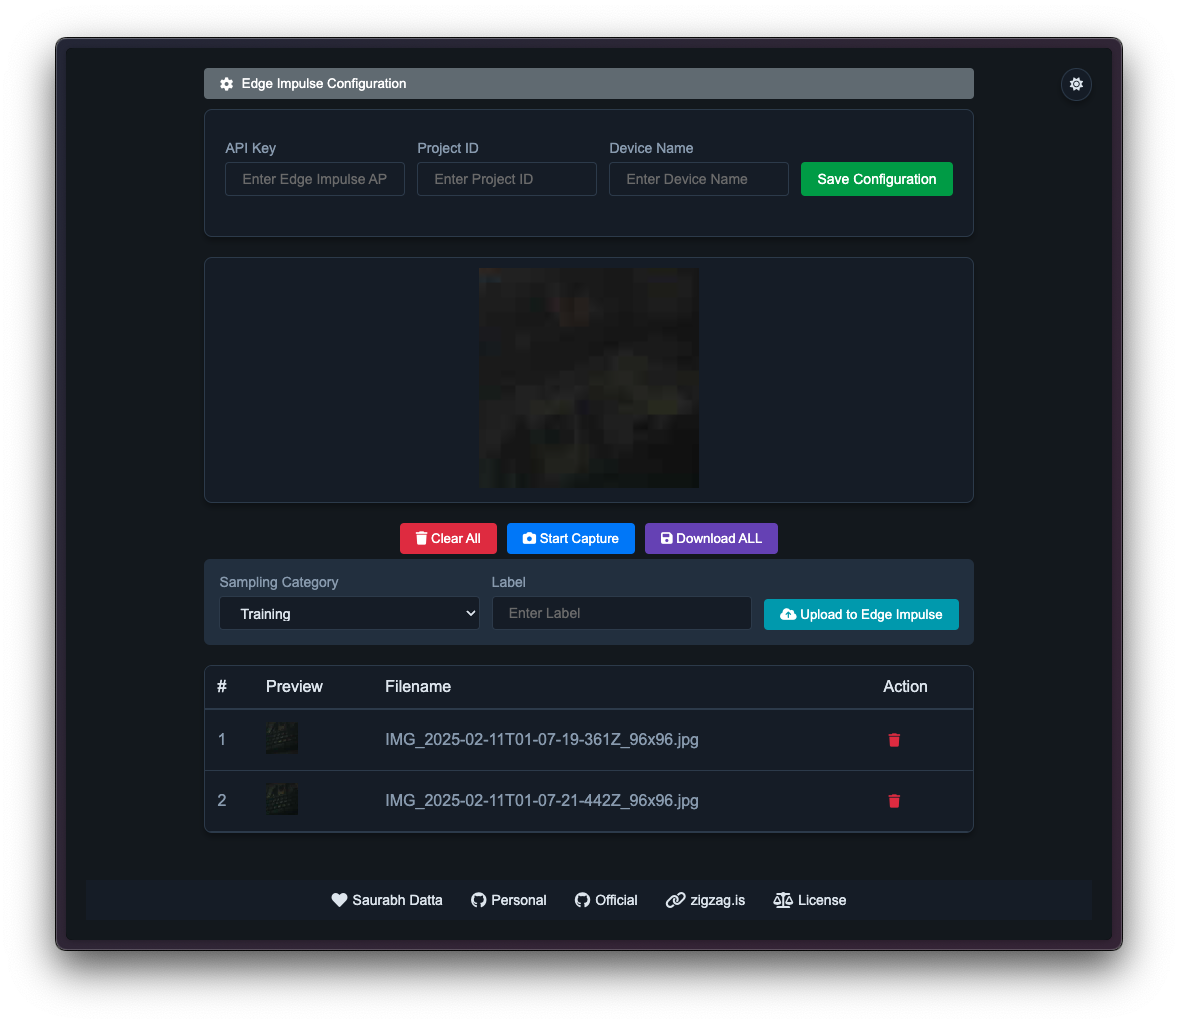 Edge Impulse Configuration
API Key Project ID Device Name
Enter Edge Impulse AP Enter Project ID Enter Device Name Save Configuration
Clear All Start Capture Download ALL
Sampling Category Label
Training Enter Label Upload to Edge Impulse
# Preview Filename Action
1 IMG_2025-02-11T01-07-19-361Z_96x96.jpg
2 IMG_2025-02-11T01-07-21-442Z_96x96.jpg
Saurabh Datta Personal Official zigzag.is License